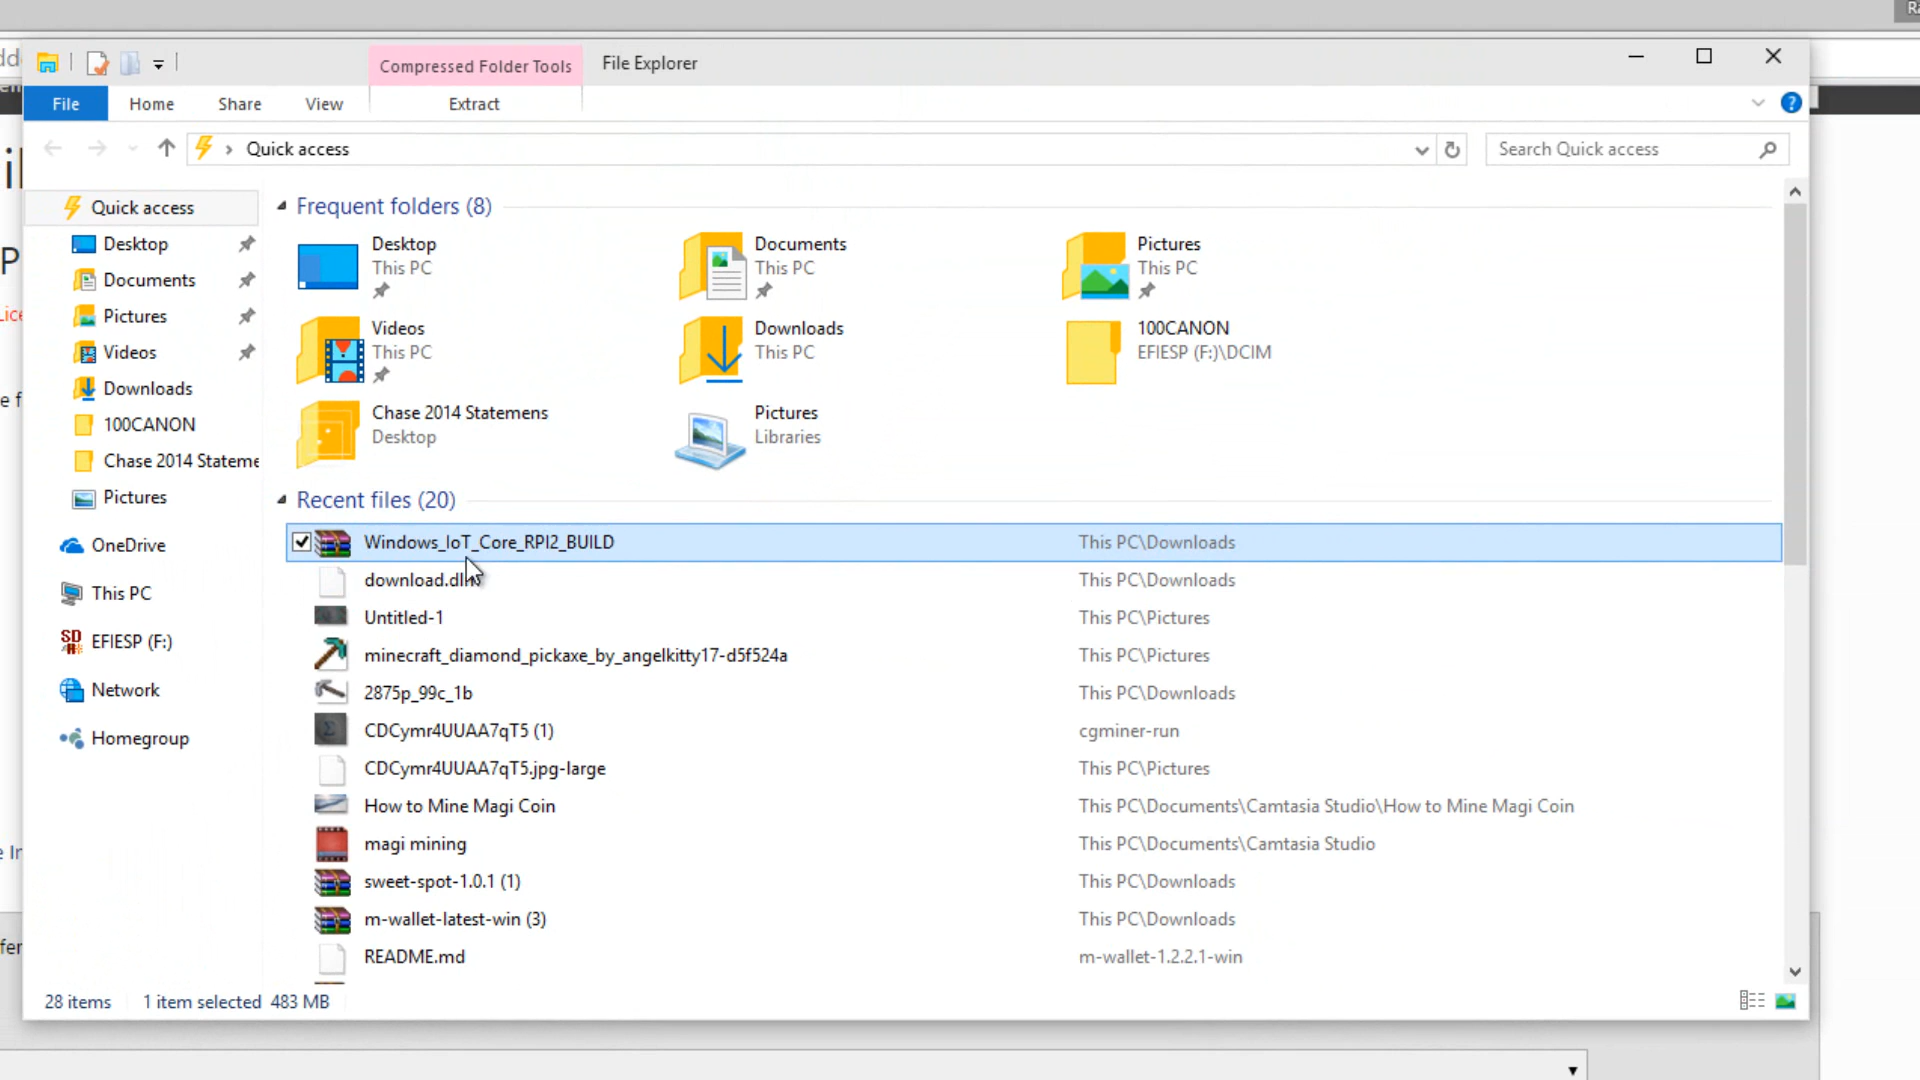 Compressed Folder Tools
File Explorer
File
Home
Share
View
Extract
Quick access
Search Quick access
Quick access
Desktop
Documents
Pictures
Videos
Downloads
100CANON
Chase 2014 Stateme
Pictures
OneDrive
This PC
SD
EFIESP (F:)
Network
Homegroup
Frequent folders (8)
Desktop
This PC
Documents
This PC
Pictures
This PC
Videos
This PC
Downloads
This PC
100CANON
EFIESP (F:)\DCIM
Chase 2014 Statemens
Desktop
Pictures
Libraries
Recent files (20)
Windows_IoT_Core_RPI2_BUILD
This PC\Downloads
This PC\Downloads
Untitled-1
This PC\Pictures
minecraft_diamond_pickaxe_by_angelkitty17-d5f524a
This PC\Pictures
2875p_99c_1b
This PC\Downloads
CDCymr4UUAA7qT5 (1)
cgminer-run
CDCymr4UUAA7qT5.jpg-large
This PC\Pictures
How to Mine Magi Coin
This PC\Documents\Camtasia Studio\How to Mine Magi Coin
magi mining
This PC\Documents\Camtasia Studio
sweet-spot-1.0.1 (1)
This PC\Downloads
m-wallet-latest-win (3)
This PC\Downloads
README.md
m-wallet-1.2.2.1-win
28 items
1 item selected 483 MB